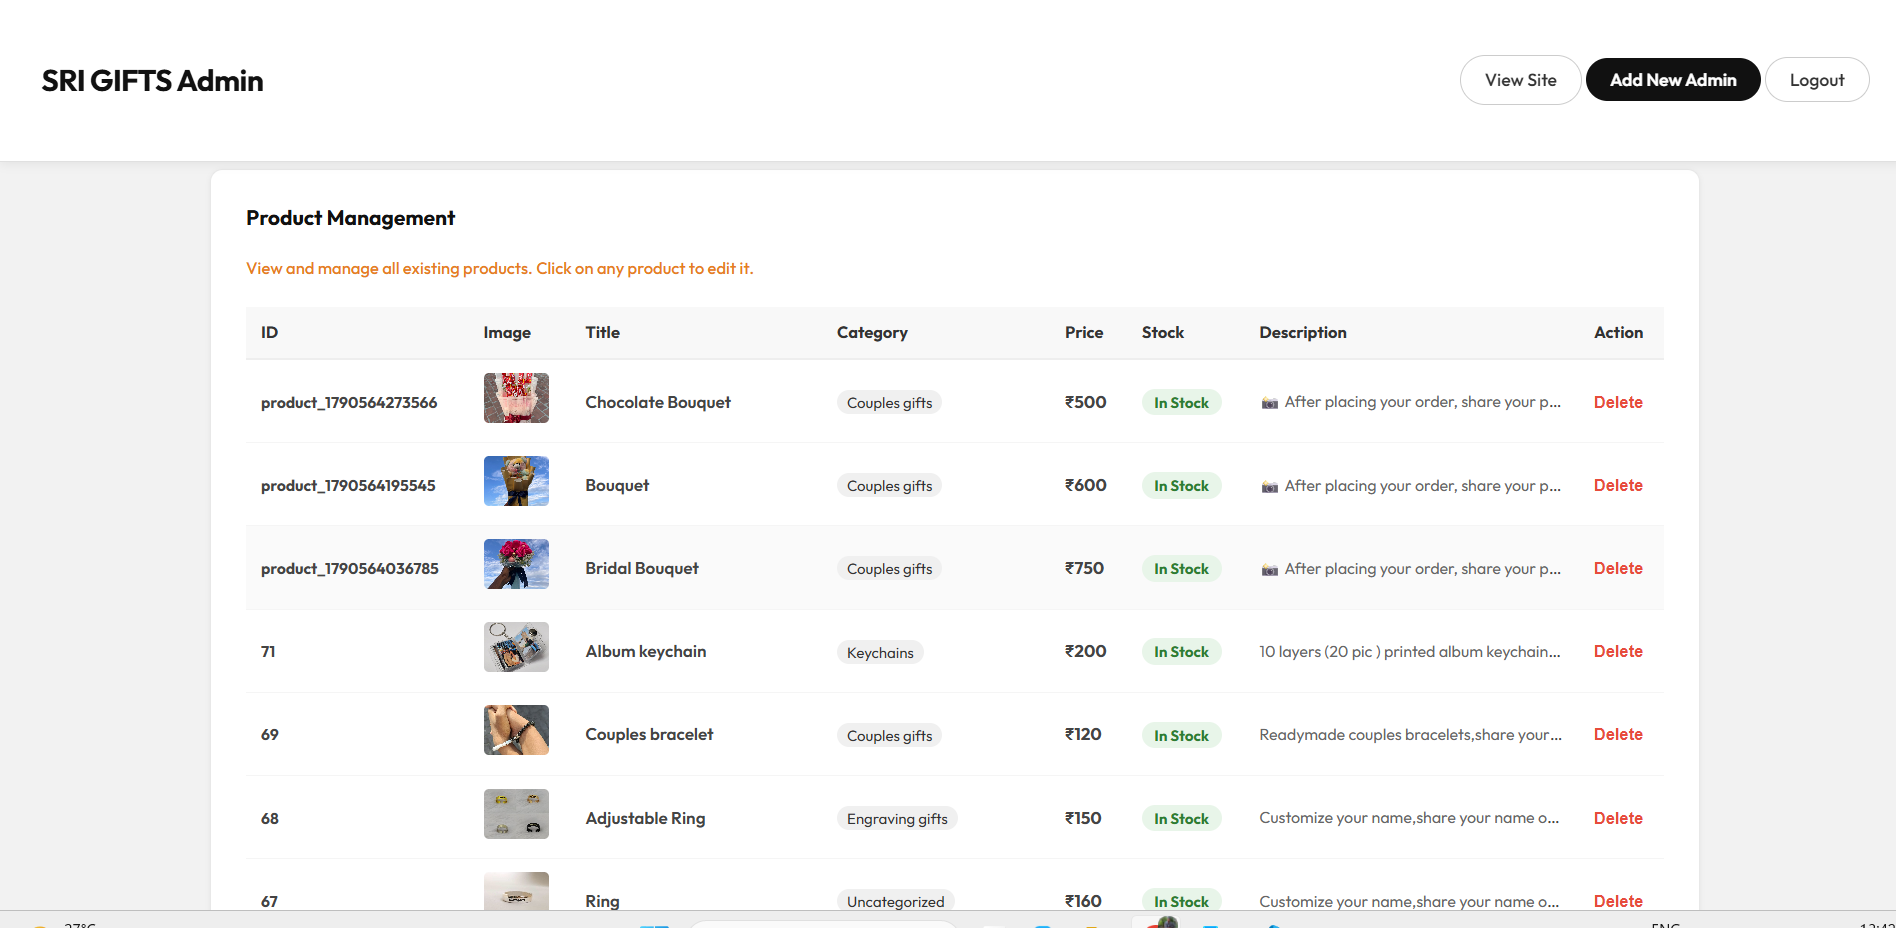 SRI GIFTS Admin
View Site
Add New Admin
Logout
Product Management
View and manage all existing products. Click on any product to edit it.
ID Image Title Category Price Stock Description Action
product_1790564273566 Chocolate Bouquet Couples gifts ₹500 In Stock 📸 After placing your order, share your p... Delete
product_1790564195545 Bouquet Couples gifts ₹600 In Stock 📸 After placing your order, share your p... Delete
product_1790564036785 Bridal Bouquet Couples gifts ₹750 In Stock 📸 After placing your order, share your p... Delete
71 Album keychain Keychains ₹200 In Stock 10 layers (20 pic ) printed album keychain... Delete
69 Couples bracelet Couples gifts ₹120 In Stock Readymade couples bracelets,share your... Delete
68 Adjustable Ring Engraving gifts ₹150 In Stock Customize your name,share your name o... Delete
67 Ring Uncategorized ₹160 In Stock Customize your name,share your name o... Delete